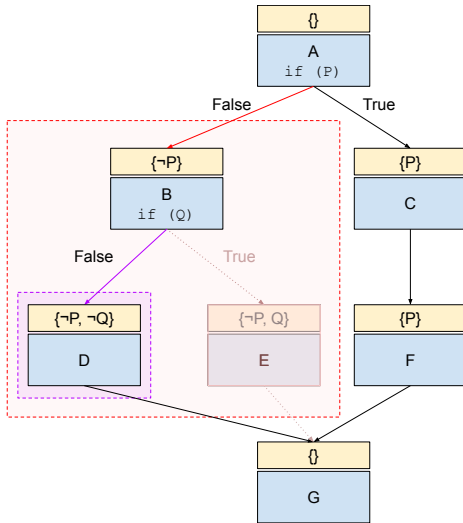 {}
A
if (P)
False
True
{¬P}
{P}
B
if (Q)
C
False
True
{¬P, ¬Q}
{¬P, Q}
{P}
D
E
F
{}
G